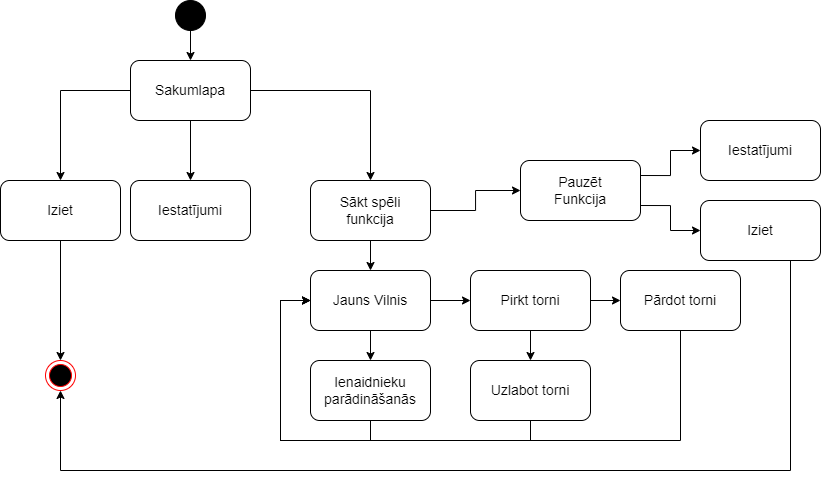 Sakumlapa
Iziet
Iestatījumi
Sākt spēli
funkcija
Pauzēt
Funkcija
Iestatījumi
Iziet
Jauns Vilnis
Pirkt torni
Pārdot torni
Ienaidnieku
parādināšanās
Uzlabot torni